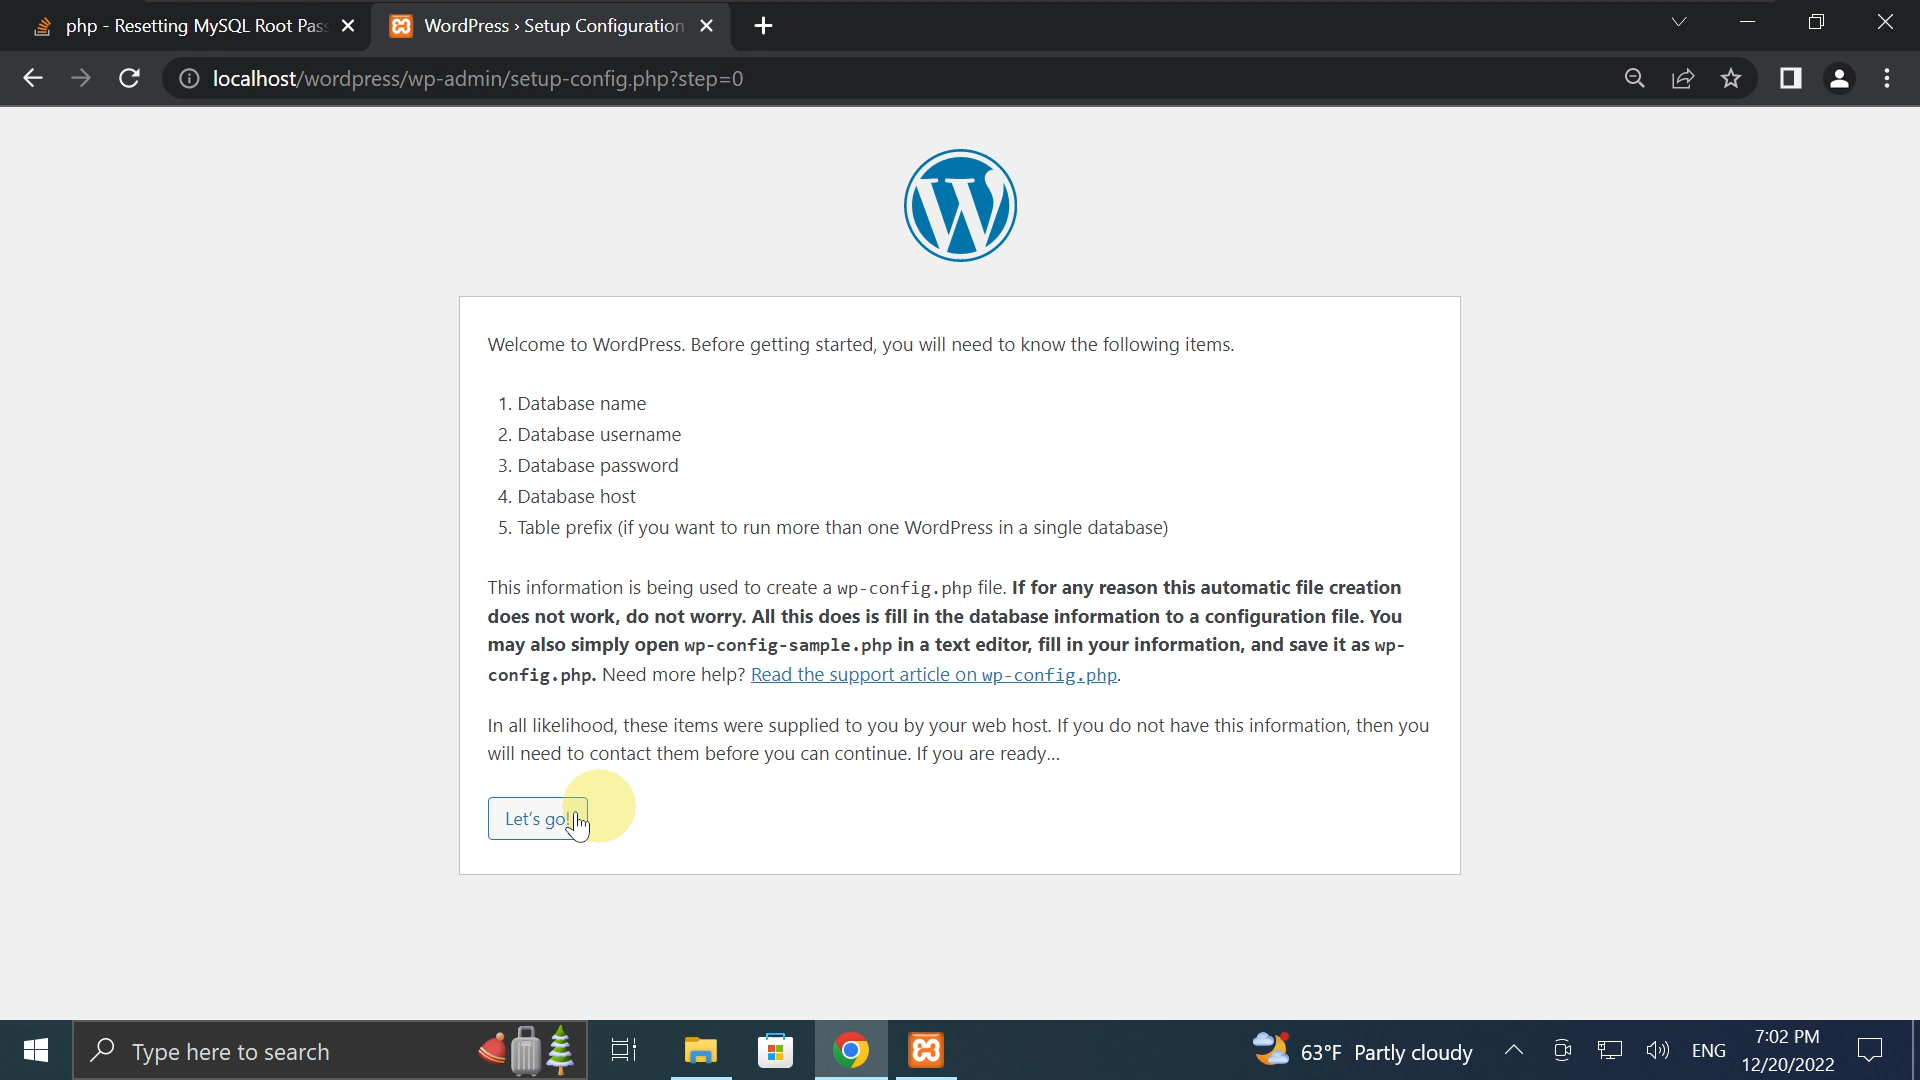 php - Resetting MySQL Root Pas
WordPress › Setup Configuration
localhost/wordpress/wp-admin/setup-config.php?step=0
Welcome to WordPress. Before getting started, you will need to know the following items.
1. Database name
2. Database username
3. Database password
4. Database host
5. Table prefix (if you want to run more than one WordPress in a single database)
This information is being used to create a wp-config.php file. If for any reason this automatic file creation
does not work, do not worry. All this does is fill in the database information to a configuration file. You
may also simply open wp-config-sample.php in a text editor, fill in your information, and save it as wp-
config.php. Need more help? Read the support article on wp-config.php.
In all likelihood, these items were supplied to you by your web host. If you do not have this information, then you
will need to contact them before you can continue. If you are ready…
Let's go!
Type here to search
63°F Partly cloudy
ENG
7:02 PM
12/20/2022